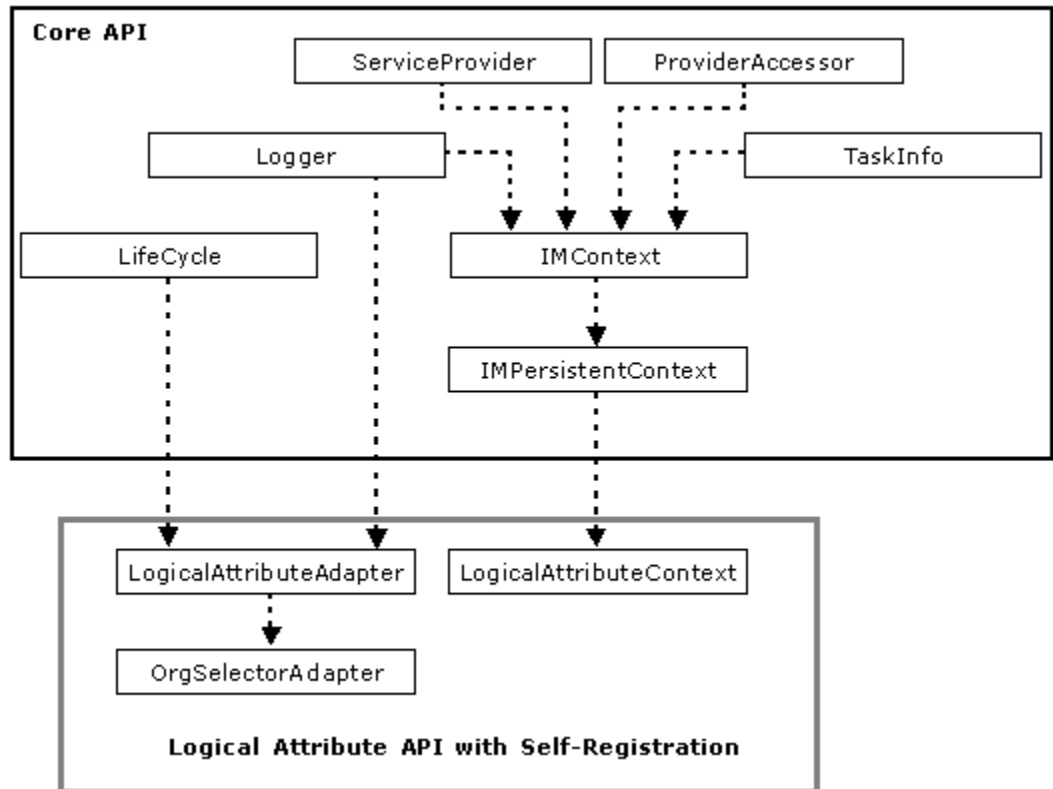 Core API
ServiceProvider
ProviderAccessor
Logger
TaskInfo
LifeCycle
IMContext
IMPersistentContext
LogicalAttributeAdapter
LogicalAttributeContext
OrgSelectorAdapter
Logical Attribute API with Self-Registration